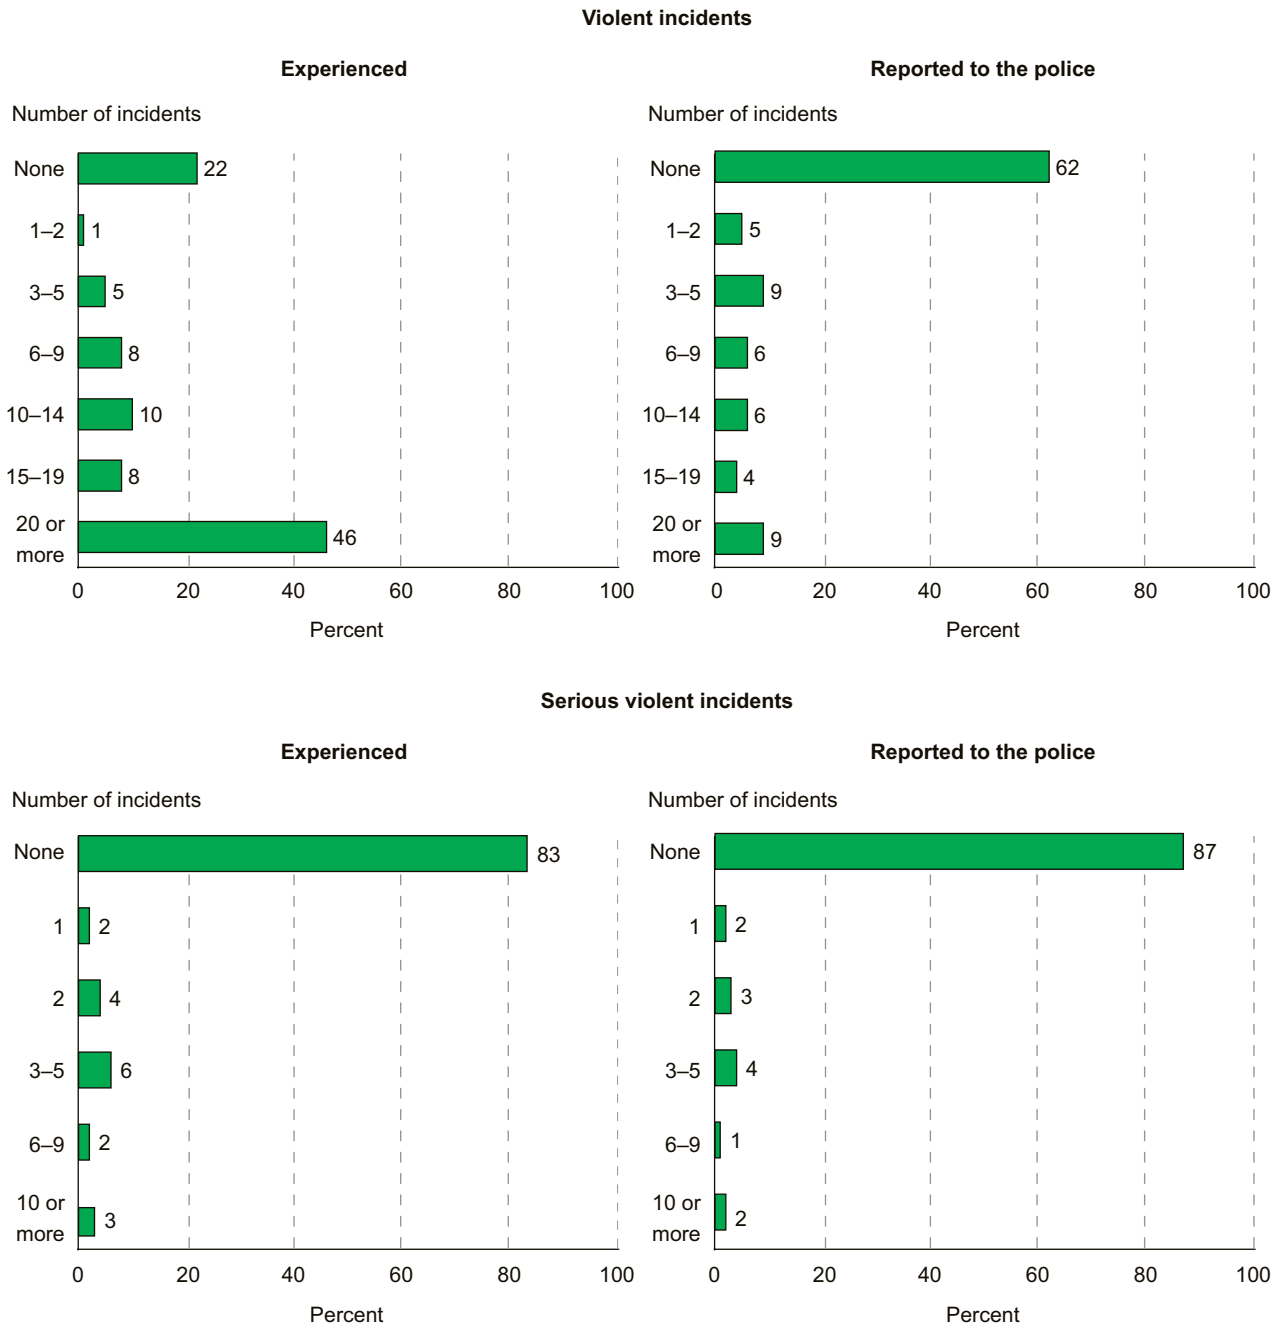 Violent incidents
Experienced
Number of incidents
None 22
1–2 1
3–5 5
6–9 8
10–14 10
15–19 8
20 or
more 46
0 20 40 60 80 100
Percent
Reported to the police
Number of incidents
None 62
1–2 5
3–5 9
6–9 6
10–14 6
15–19 4
20 or
more 9
0 20 40 60 80 100
Percent
Serious violent incidents
Experienced
Number of incidents
None 83
1 2
2 4
3–5 6
6–9 2
10 or
more 3
0 20 40 60 80 100
Percent
Reported to the police
Number of incidents
None 87
1 2
2 3
3–5 4
6–9 1
10 or
more 2
0 20 40 60 80 100
Percent